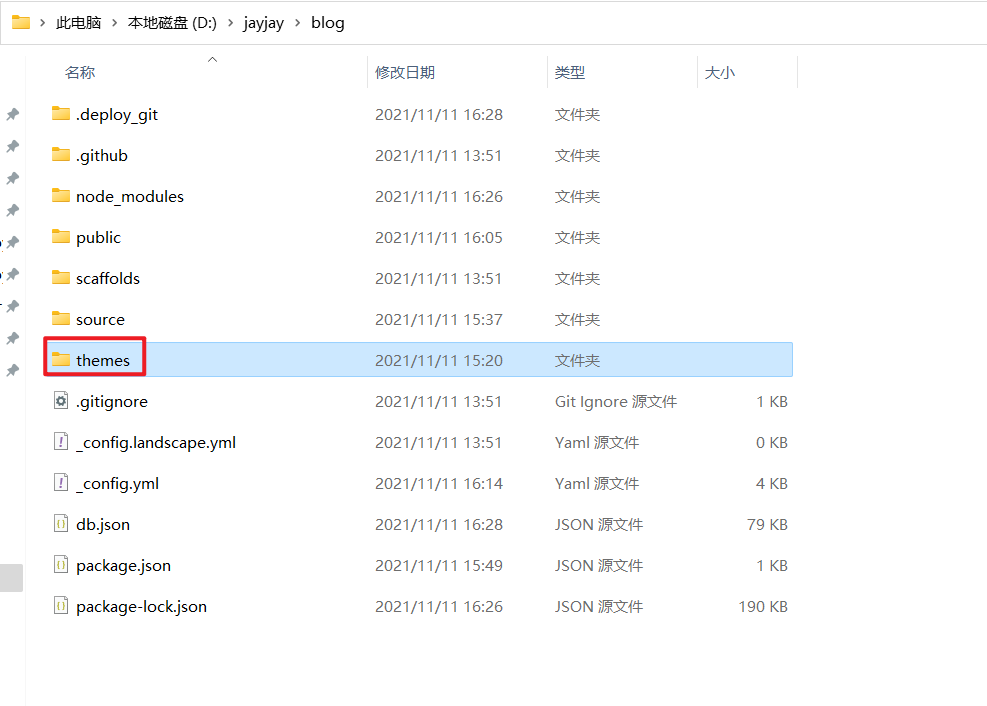 此电脑 > 本地磁盘 (D:) > jayjay > blog
名称 修改日期 类型 大小
.deploy_git 2021/11/11 16:28 文件夹
.github 2021/11/11 13:51 文件夹
node_modules 2021/11/11 16:26 文件夹
public 2021/11/11 16:05 文件夹
scaffolds 2021/11/11 13:51 文件夹
source 2021/11/11 15:37 文件夹
themes 2021/11/11 15:20 文件夹
.gitignore 2021/11/11 13:51 Git Ignore 源文件 1 KB
_config.landscape.yml 2021/11/11 13:51 Yaml 源文件 0 KB
_config.yml 2021/11/11 16:14 Yaml 源文件 4 KB
db.json 2021/11/11 16:28 JSON 源文件 79 KB
package.json 2021/11/11 15:49 JSON 源文件 1 KB
package-lock.json 2021/11/11 16:26 JSON 源文件 190 KB